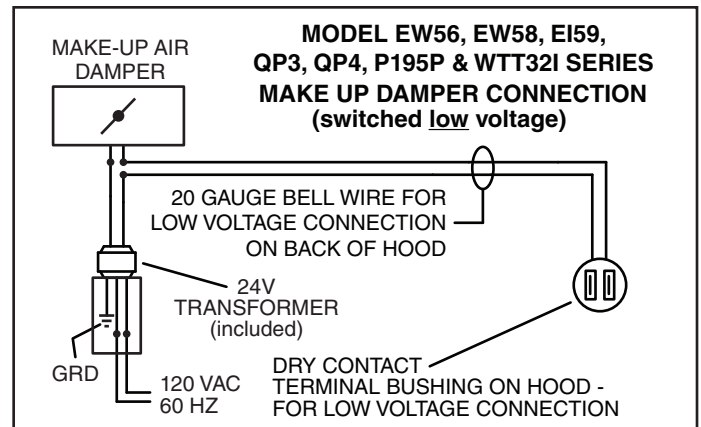 MODEL EW56, EW58, EI59,
QP3, QP4, P195P & WTT32I SERIES
MAKE UP DAMPER CONNECTION
(switched low voltage)
MAKE-UP AIR
DAMPER
20 GAUGE BELL WIRE FOR
LOW VOLTAGE CONNECTION
ON BACK OF HOOD
24V
TRANSFORMER
(included)
GRD
120 VAC
60 HZ
DRY CONTACT
TERMINAL BUSHING ON HOOD -
FOR LOW VOLTAGE CONNECTION